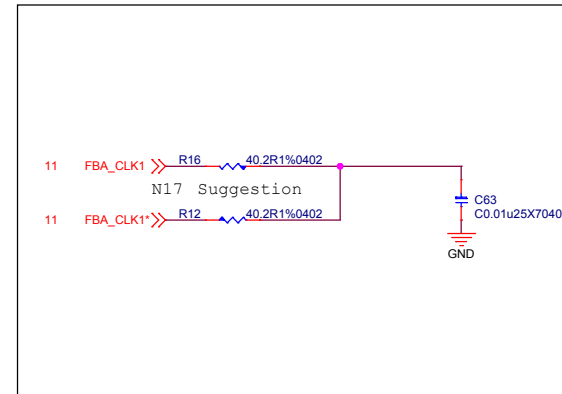 11 FBA_CLK1 R16 40.2R1%0402
N17 Suggestion
11 FBA_CLK1* R12 40.2R1%0402
C63
C0.01u25X7040
GND